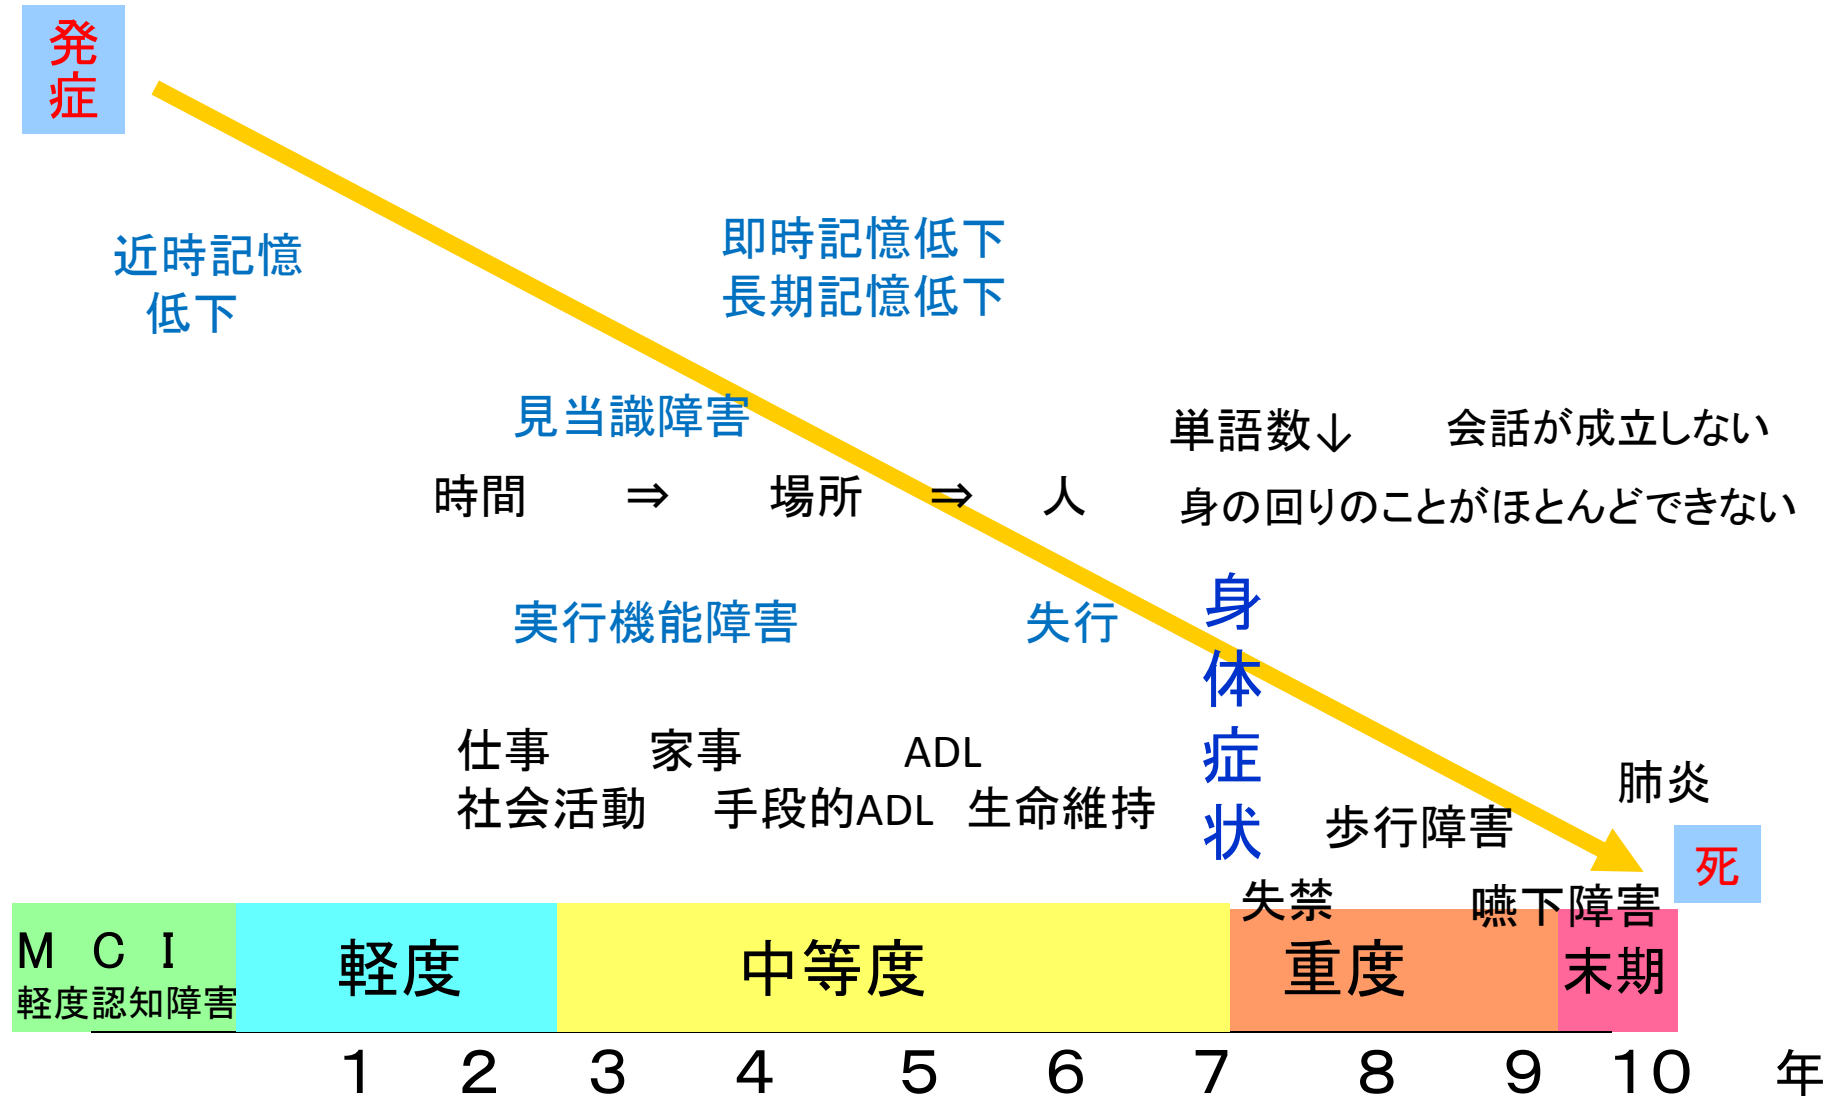 発
症
近時記憶
低下
即時記憶低下
長期記憶低下
見当識障害
時間 ⇒ 場所 ⇒ 人
単語数↓ 会話が成立しない
身の回りのことがほとんどできない
実行機能障害 失行
身
体
症
状
仕事 家事 ADL
社会活動 手段的ADL 生命維持
肺炎
歩行障害
死
失禁 嚥下障害
ＭＣＩ
軽度認知障害
軽度 中等度 重度 末期
1 2 3 4 5 6 7 8 9 10 年